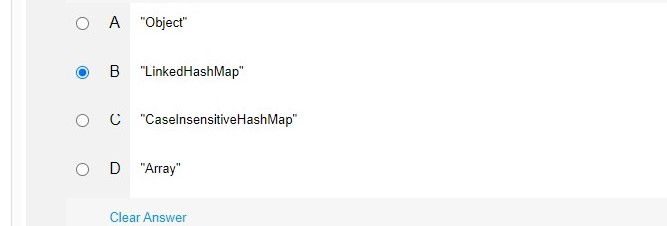 A "Object"
B "LinkedHashMap"
C "CaseInsensitiveHashMap"
D "Array"
Clear Answer